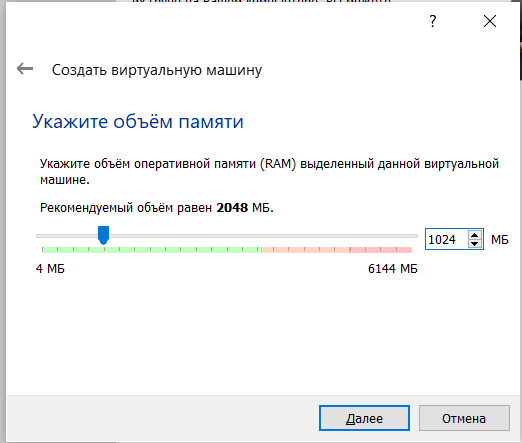 ?
Создать виртуальную машину
Укажите объём памяти
Укажите объём оперативной памяти (RAM) выделенный данной виртуальной
машине.
Рекомендуемый объём равен 2048 МБ.
1024 МБ
4 МБ 6144 МБ
Далее Отмена